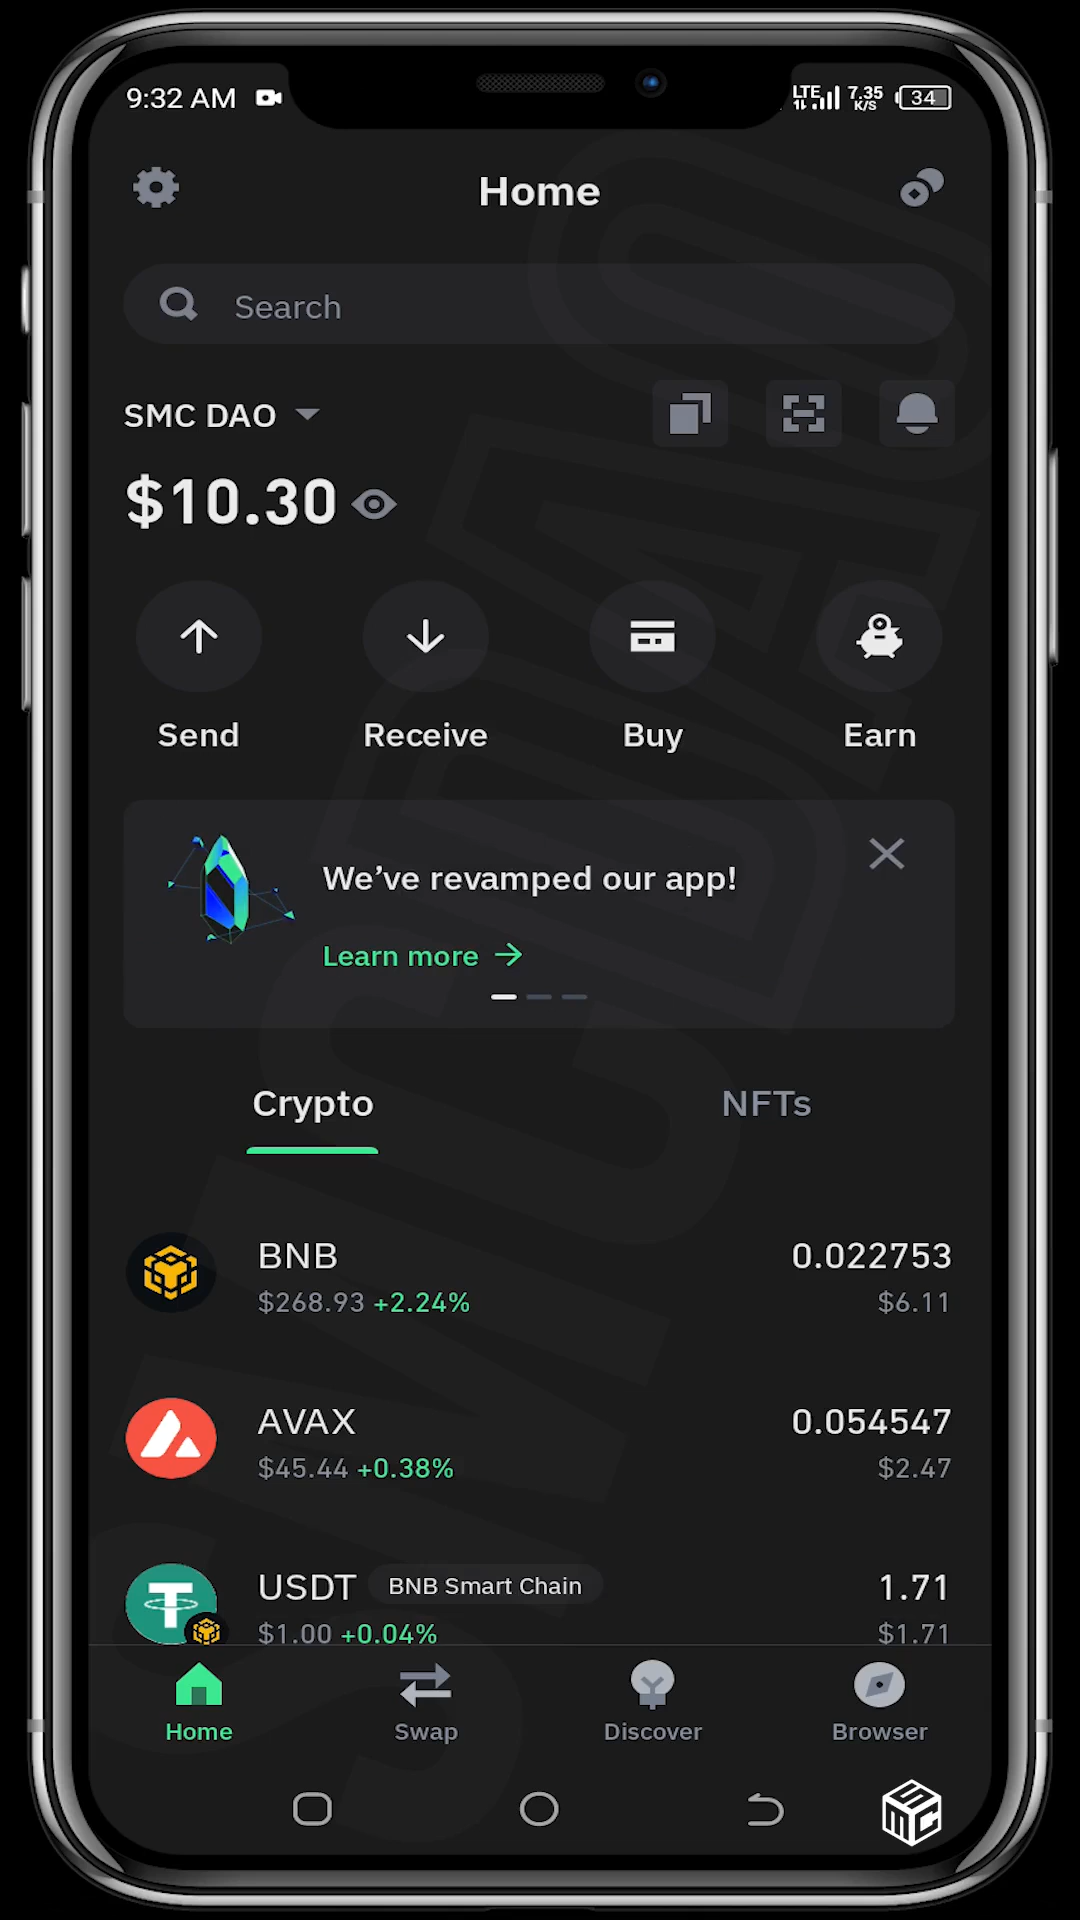 9:32 AM LTE 7.35 K/S 34
Home
Search
SMC DAO
$10.30
Send Receive Buy Earn
We’ve revamped our app!
Learn more →
Crypto NFTs
BNB 0.022753
$268.93 +2.24% $6.11
AVAX 0.054547
$45.44 +0.38% $2.47
USDT BNB Smart Chain 1.71
$1.00 +0.04% $1.71
Home Swap Discover Browser
SMC
SMC DAO